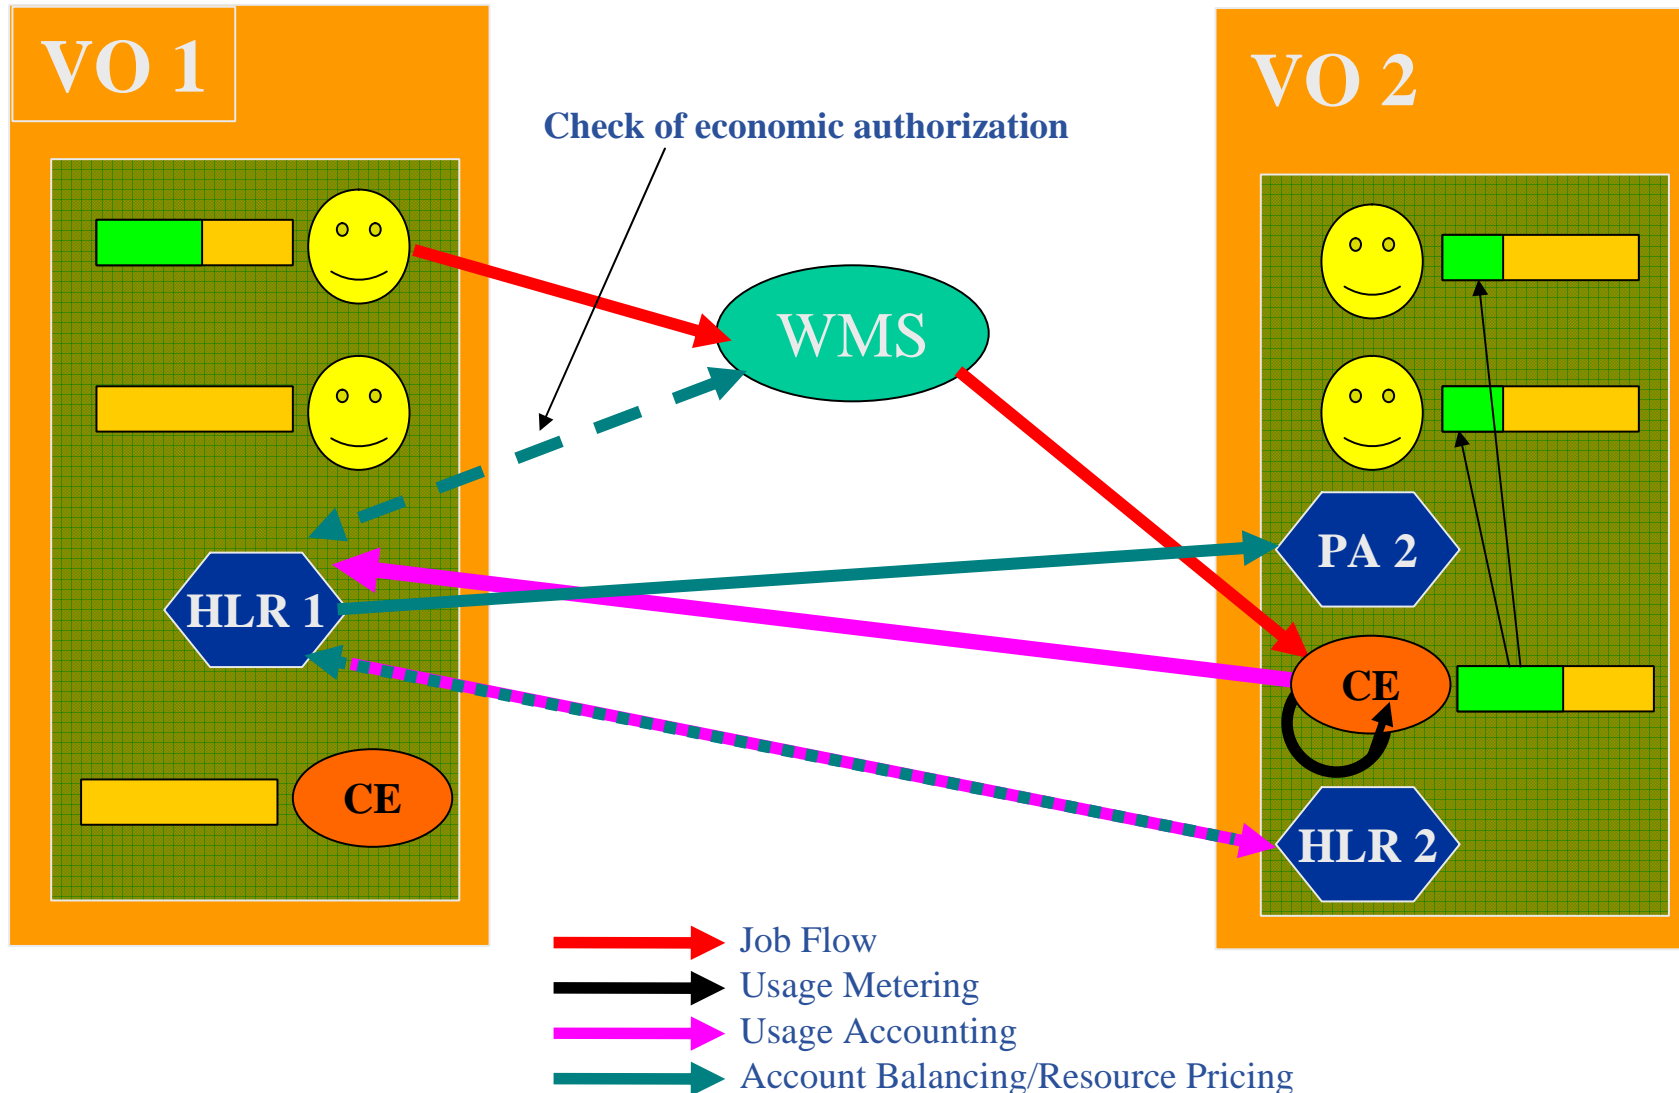 VO 1
VO 2
Check of economic authorization
WMS
PA 2
HLR 1
CE
CE
HLR 2
Job Flow
Usage Metering
Usage Accounting
Account Balancing/Resource Pricing